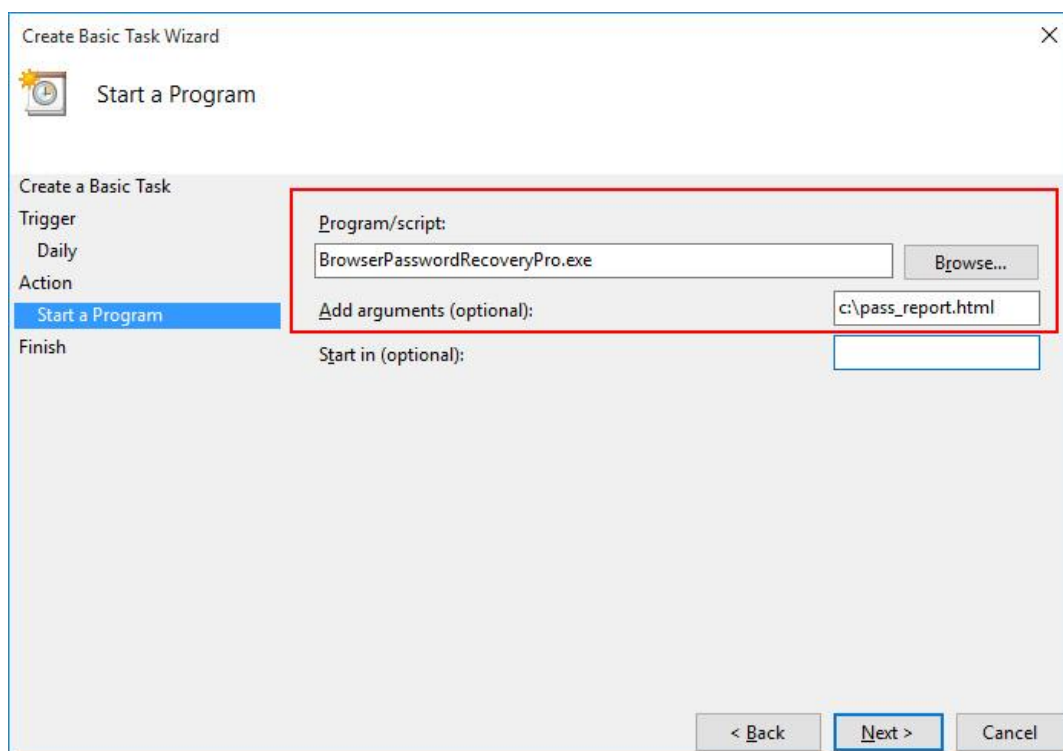 Create Basic Task Wizard
Start a Program
Create a Basic Task
Trigger
Daily
Action
Start a Program
Finish
Program/script:
BrowserPasswordRecoveryPro.exe Browse...
Add arguments (optional): c:\pass_report.html
Start in (optional):
< Back Next > Cancel